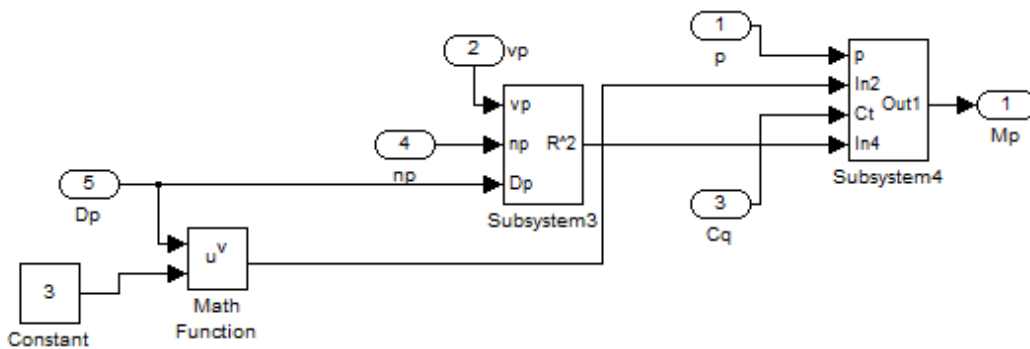 1
p
2
vp
p
In2
Ct
In4
Out1
1
Mp
Subsystem4
vp
np
Dp
R^2
Subsystem3
4
np
5
Dp
3
Cq
u^v
Math
Function
3
Constant